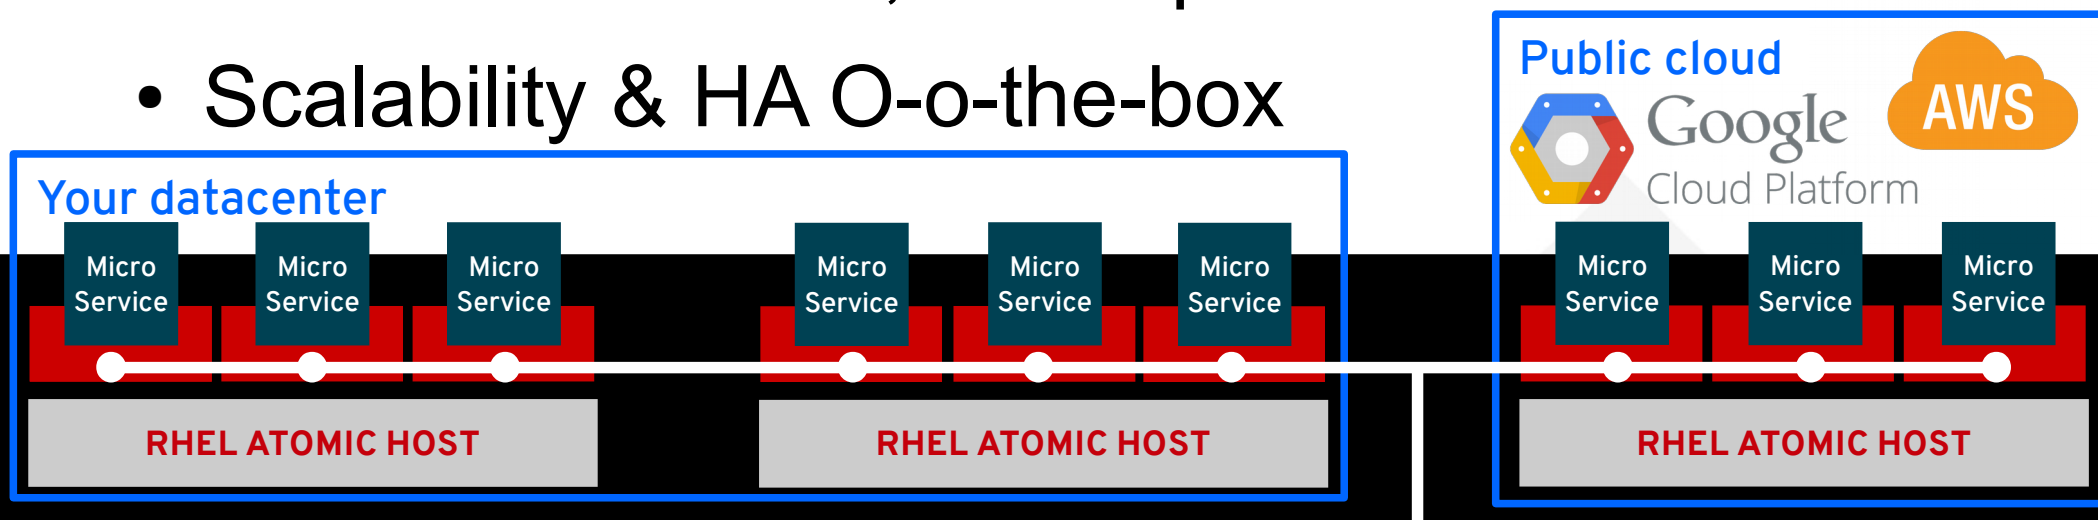 • Scalability & HA O-o-the-box
Public cloud
Google
Cloud Platform
AWS
Your datacenter
Micro Service
Micro Service
Micro Service
Micro Service
Micro Service
Micro Service
Micro Service
Micro Service
Micro Service
RHEL ATOMIC HOST
RHEL ATOMIC HOST
RHEL ATOMIC HOST